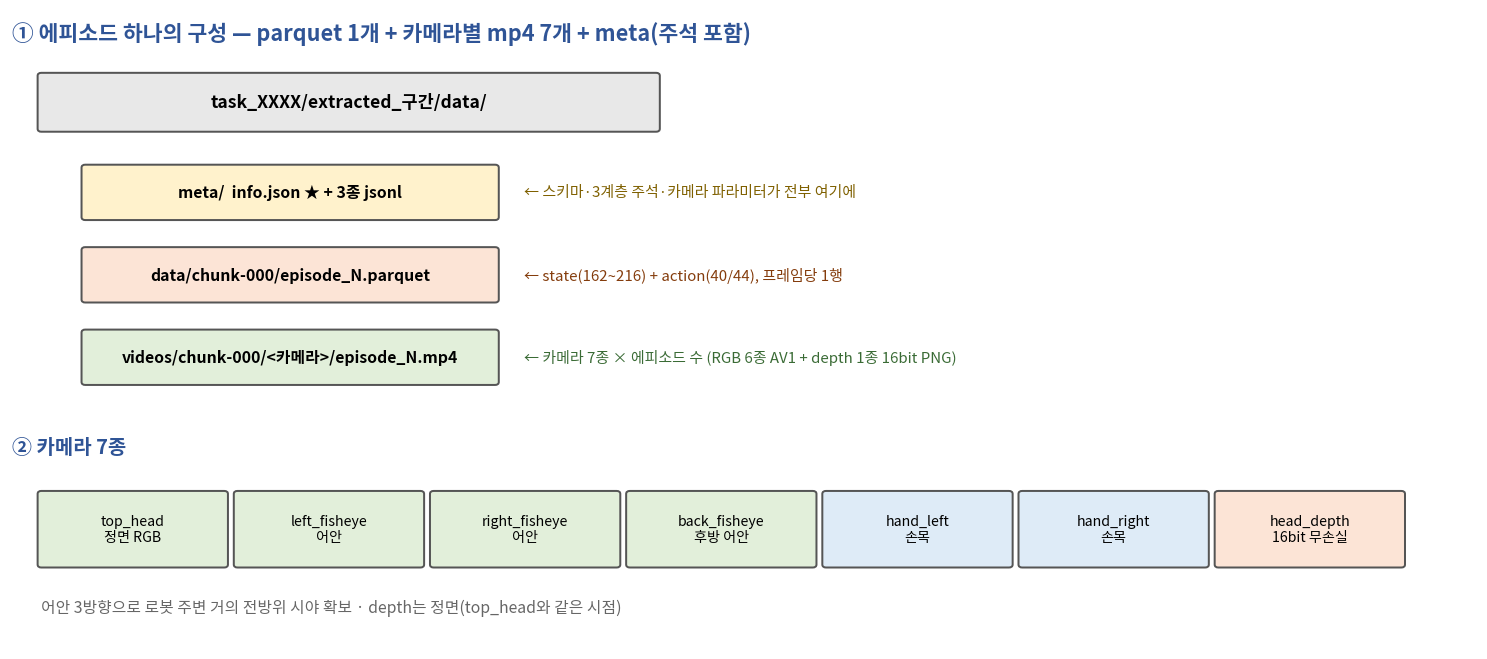 ① 에피소드 하나의 구성 — parquet 1개 + 카메라별 mp4 7개 + meta(주석 포함)
task_XXXX/extracted_구간/data/
meta/ info.json ★ + 3종 jsonl
← 스키마·3계층 주석·카메라 파라미터가 전부 여기에
data/chunk-000/episode_N.parquet
← state(162~216) + action(40/44), 프레임당 1행
videos/chunk-000/<카메라>/episode_N.mp4
← 카메라 7종 × 에피소드 수 (RGB 6종 AV1 + depth 1종 16bit PNG)
② 카메라 7종
top_head
정면 RGB
left_fisheye
어안
right_fisheye
어안
back_fisheye
후방 어안
hand_left
손목
hand_right
손목
head_depth
16bit 무손실
어안 3방향으로 로봇 주변 거의 전방위 시야 확보 · depth는 정면(top_head와 같은 시점)